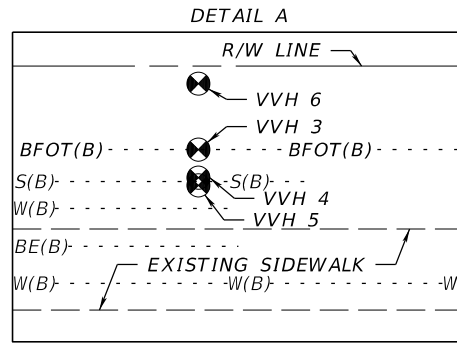 DETAIL A
R/W LINE
VVH 6
VVH 3
BFOT(B) BFOT(B)
S(B) S(B)
VVH 4
W(B)
VVH 5
BE(B)
EXISTING SIDEWALK
W(B) W(B) W